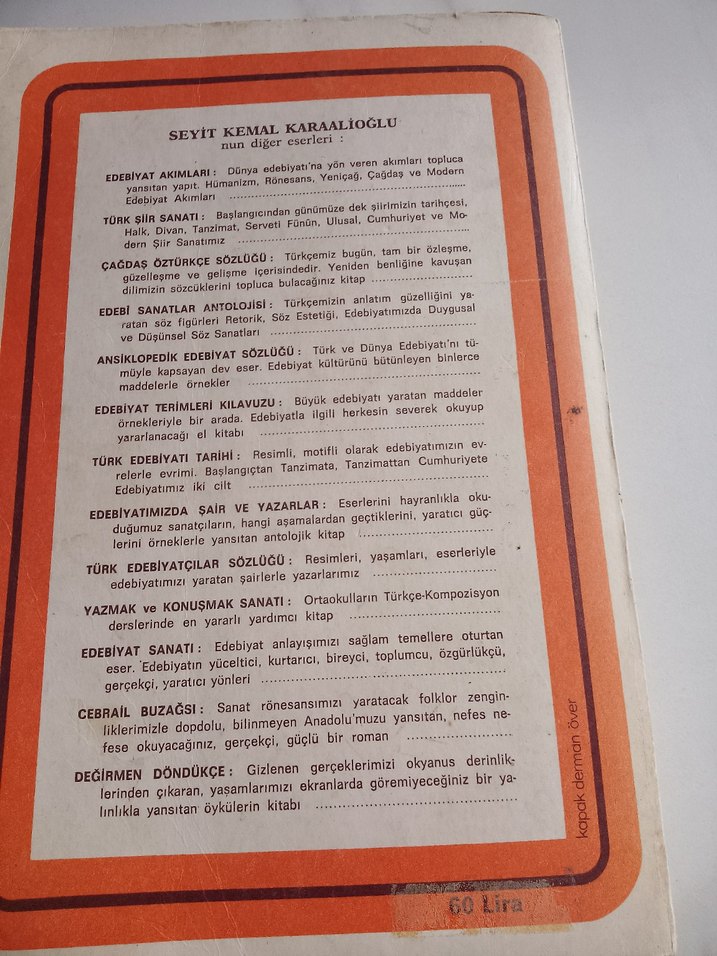 SEYİT KEMAL KARAALİOĞLU
nun diğer eserleri :
EDEBİYAT AKIMLARI : Dünya edebiyatı'na yön veren akımları topluca
yansıtan yapıt. Hümanizm, Rönesans, Yeniçağ, Çağdaş ve Modern
Edebiyat Akımları ........................................
TÜRK ŞİİR SANATI : Başlangıcından günümüze dek şiirimizin tarihçesi,
Halk, Divan, Tanzimat, Serveti Fünûn, Ulusal, Cumhuriyet ve Mo-
dern Şiir Sanatımız ........................................
ÇAĞDAŞ ÖZTÜRKÇE SÖZLÜĞÜ : Türkçemiz bugün, tam bir özleşme,
güzelleşme ve gelişme içerisindedir. Yeniden benliğine kavuşan
dilimizin sözcüklerini topluca bulacağınız kitap ........................
EDEBİ SANATLAR ANTOLOJİSİ : Türkçemizin anlatım güzelliğini ya-
ratan söz figürleri Retorik, Söz Estetiği, Edebiyatımızda Duygusal
ve Düşünsel Söz Sanatları ........................................
ANSİKLOPEDİK EDEBİYAT SÖZLÜĞÜ : Türk ve Dünya Edebiyatı'nı tü-
müyle kapsayan dev eser. Edebiyat kültürünü bütünleyen binlerce
maddelerle örnekler ........................................
EDEBİYAT TERİMLERİ KILAVUZU : Büyük edebiyatı yaratan maddeler
örnekleriyle bir arada. Edebiyatla ilgili herkesin severek okuyup
yararlanacağı el kitabı ........................................
TÜRK EDEBİYATI TARİHİ : Resimli, motifli olarak edebiyatımızın ev-
relerle evrimi. Başlangıçtan Tanzimata, Tanzimattan Cumhuriyete
Edebiyatımız iki cilt ........................................
EDEBİYATIMIZDA ŞAİR VE YAZARLAR : Eserlerini hayranlıkla oku-
duğumuz sanatçıların, hangi aşamalardan geçtiklerini, yaratıcı güç-
lerini örneklerle yansıtan antolojik kitap ................................
TÜRK EDEBİYATÇILAR SÖZLÜĞÜ : Resimleri, yaşamları, eserleriyle
edebiyatımızı yaratan şairlerle yazarlarımız ..............................
YAZMAK ve KONUŞMAK SANATI : Ortaokulların Türkçe-Kompozisyon
derslerinde en yararlı yardımcı kitap ..............................
EDEBİYAT SANATI : Edebiyat anlayışımızı sağlam temellere oturtan
eser. Edebiyatın yüceltici, kurtarıcı, bireyci, toplumcu, özgürlükçü,
gerçekçi, yaratıcı yönleri ........................................
CEBRAİL BUZAĞSI : Sanat rönesansımızı yaratacak folklor zengin-
liklerimizle dopdolu, bilinmeyen Anadolu'muzu yansıtan, nefes ne-
fese okuyacağınız, gerçekçi, güçlü bir roman ........................
DEĞİRMEN DÖNDÜKÇE : Gizlenen gerçeklerimizi okyanus derinlik-
lerinden çıkaran, yaşamlarımızı ekranlarda göremiyeceğiniz bir ya-
lınlıkla yansıtan öykülerin kitabı ........................................
kapak derman över
60 Lira